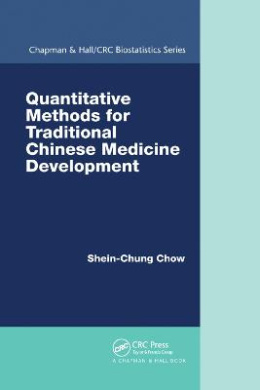 Chapman & Hall/CRC Biostatistics Series
Quantitative
Methods for
Traditional
Chinese Medicine
Development
Shein-Chung Chow
CRC Press
Taylor & Francis Group
A CHAPMAN & HALL BOOK